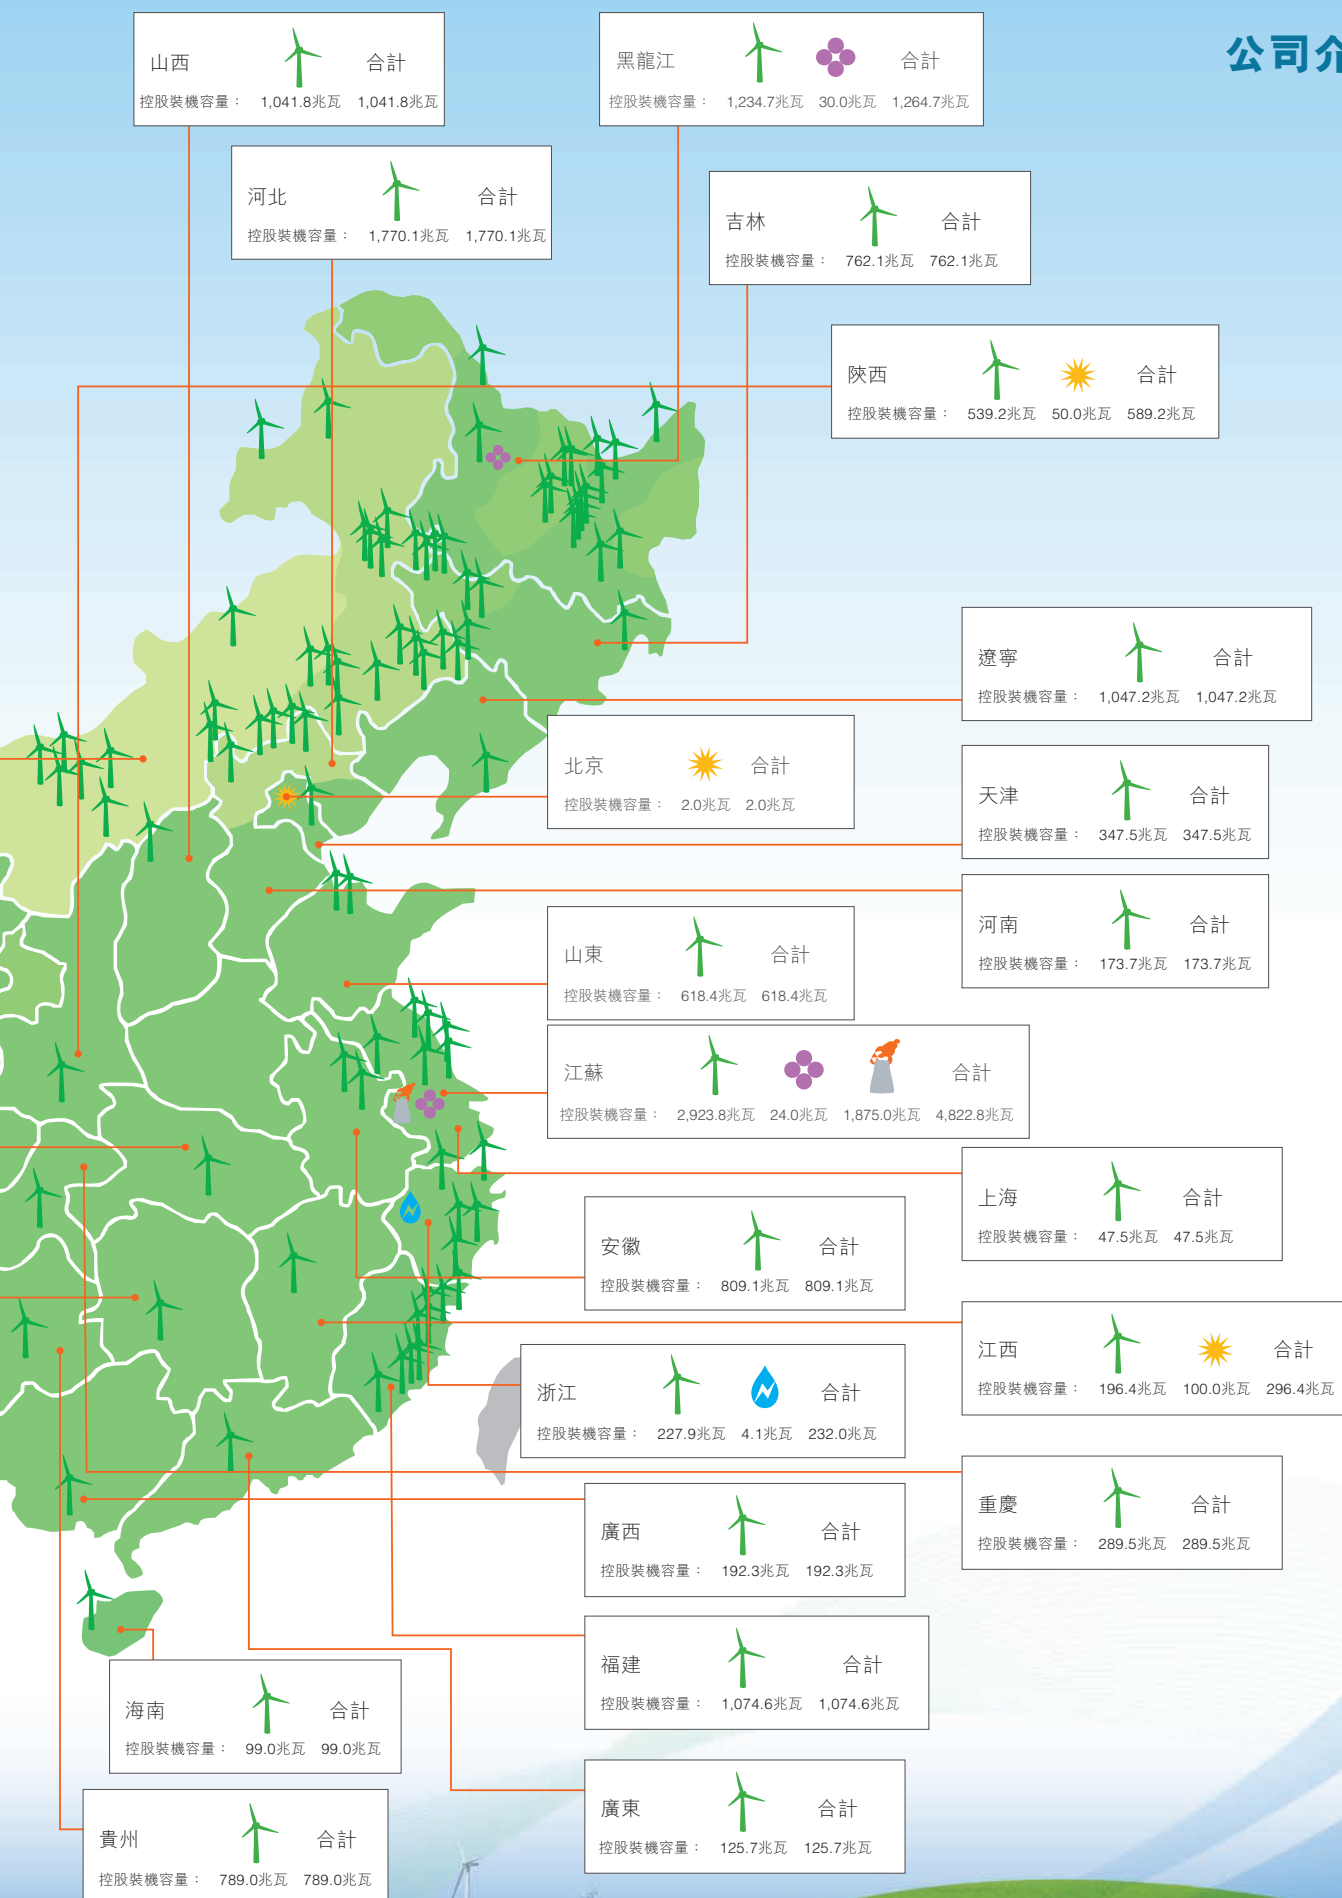 公司介
山西 合計
控股裝機容量： 1,041.8兆瓦 1,041.8兆瓦
黑龍江 合計
控股裝機容量： 1,234.7兆瓦 30.0兆瓦 1,264.7兆瓦
河北 合計
控股裝機容量： 1,770.1兆瓦 1,770.1兆瓦
吉林 合計
控股裝機容量： 762.1兆瓦 762.1兆瓦
陝西 合計
控股裝機容量： 539.2兆瓦 50.0兆瓦 589.2兆瓦
遼寧 合計
控股裝機容量： 1,047.2兆瓦 1,047.2兆瓦
北京 合計
控股裝機容量： 2.0兆瓦 2.0兆瓦
天津 合計
控股裝機容量： 347.5兆瓦 347.5兆瓦
河南 合計
控股裝機容量： 173.7兆瓦 173.7兆瓦
山東 合計
控股裝機容量： 618.4兆瓦 618.4兆瓦
江蘇 合計
控股裝機容量： 2,923.8兆瓦 24.0兆瓦 1,875.0兆瓦 4,822.8兆瓦
上海 合計
控股裝機容量： 47.5兆瓦 47.5兆瓦
安徽 合計
控股裝機容量： 809.1兆瓦 809.1兆瓦
江西 合計
控股裝機容量： 196.4兆瓦 100.0兆瓦 296.4兆瓦
浙江 合計
控股裝機容量： 227.9兆瓦 4.1兆瓦 232.0兆瓦
重慶 合計
控股裝機容量： 289.5兆瓦 289.5兆瓦
廣西 合計
控股裝機容量： 192.3兆瓦 192.3兆瓦
福建 合計
控股裝機容量： 1,074.6兆瓦 1,074.6兆瓦
海南 合計
控股裝機容量： 99.0兆瓦 99.0兆瓦
廣東 合計
控股裝機容量： 125.7兆瓦 125.7兆瓦
貴州 合計
控股裝機容量： 789.0兆瓦 789.0兆瓦